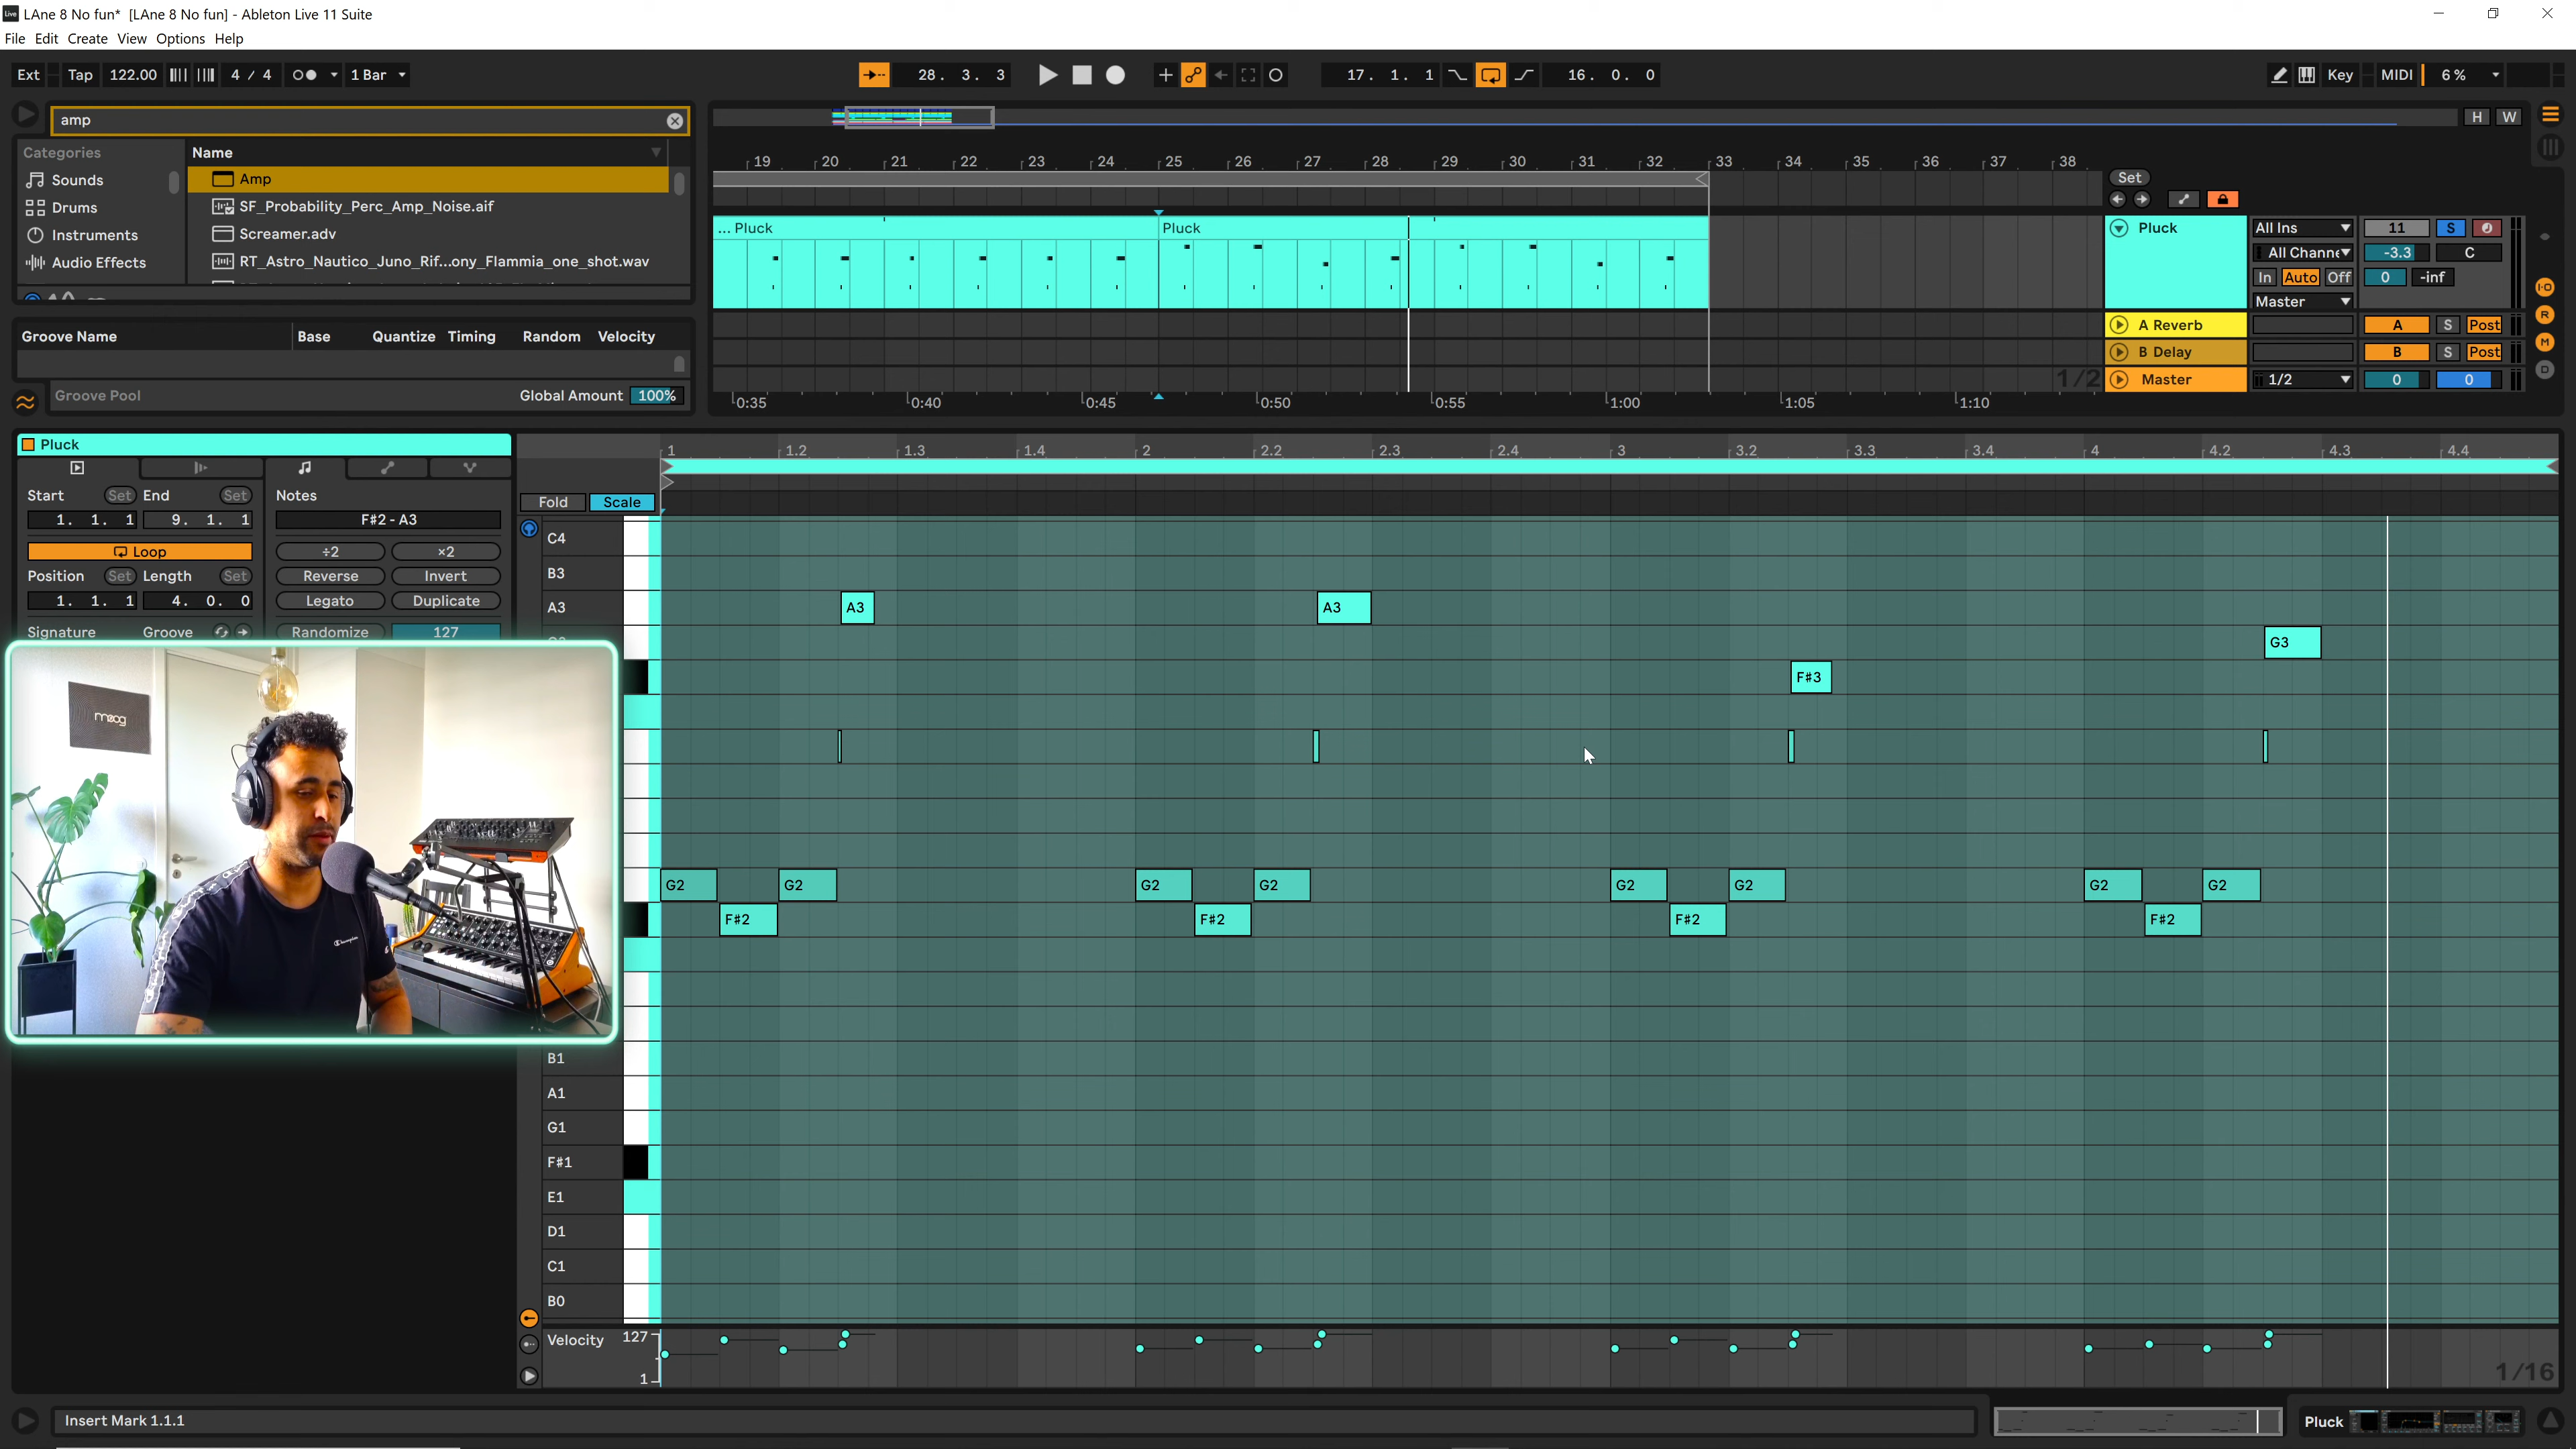 LAne 8 No fun*  [LAne 8 No fun] - Ableton Live 11 Suite
File Edit Create View Options Help
Ext Tap 122.00 4 / 4 1 Bar 28. 3. 3 17. 1. 1 16. 0. 0 Key MIDI 6 %
amp
H W
Categories Name
Sounds Amp
Drums SF_Probability_Perc_Amp_Noise.aif
Instruments Screamer.adv
Audio Effects RT_Astro_Nautico_Juno_Rif...ony_Flammia_one_shot.wav
19 20 21 22 23 24 25 26 27 28 29 30 31 32 33 34 35 36 37 38
Set
... Pluck Pluck
Pluck All Ins 11 S
All Channe -3.3 C
In Auto Off 0 -inf
Master
A Reverb A S Post
B Delay B S Post
1/2 Master 1/2 0 0
I·O
R
M
D
0:35 0:40 0:45 0:50 0:55 1:00 1:05 1:10
Groove Name Base Quantize Timing Random Velocity
Groove Pool Global Amount 100%
Pluck
Start Set End Set Notes
1. 1. 1 9. 1. 1 F#2 - A3
Loop ÷2 ×2
Position Set Length Set Reverse Invert
1. 1. 1 4. 0. 0 Legato Duplicate
Signature Groove Randomize 127
1 1.2 1.3 1.4 2 2.2 2.3 2.4 3 3.2 3.3 3.4 4 4.2 4.3 4.4
Fold Scale
C4
B3
A3 A3 A3
G3
F#3
G2 G2 G2 G2 G2 G2 G2 G2
F#2 F#2 F#2 F#2
B1
A1
G1
F#1
E1
D1
C1
B0
Velocity 127
1
1/16
moog
Champion
Insert Mark 1.1.1
Pluck